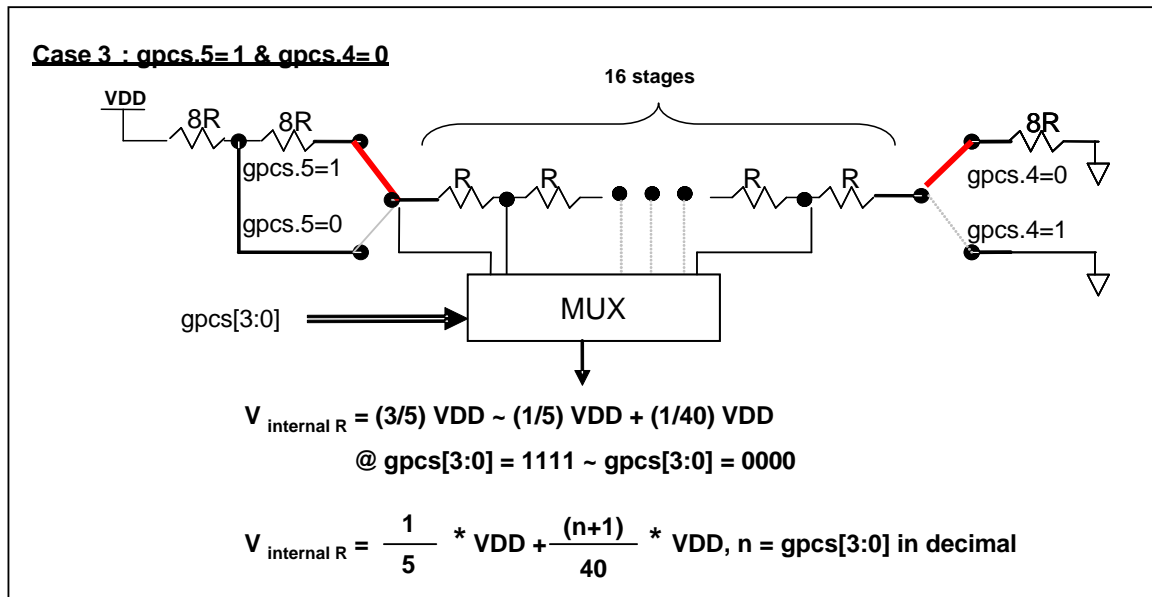 Case 3 : gpcs.5= 1 & gpcs.4= 0
16 stages
VDD
8R 8R 8R
gpcs.5=1
gpcs.4=0
R R R R
gpcs.5=0
gpcs.4=1
gpcs[3:0]
MUX
V internal R = (3/5) VDD ~ (1/5) VDD + (1/40) VDD
@ gpcs[3:0] = 1111 ~ gpcs[3:0] = 0000
V internal R = 1/5 * VDD + (n+1)/40 * VDD, n = gpcs[3:0] in decimal